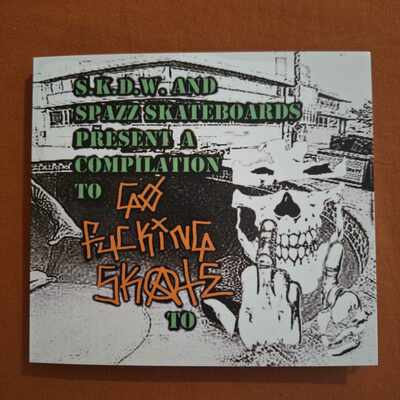 S.K.D.W. AND
SPAZZ SKATEBOARDS
PRESENT A
COMPILATION
TO GO
FUCKING
SKATE
TO